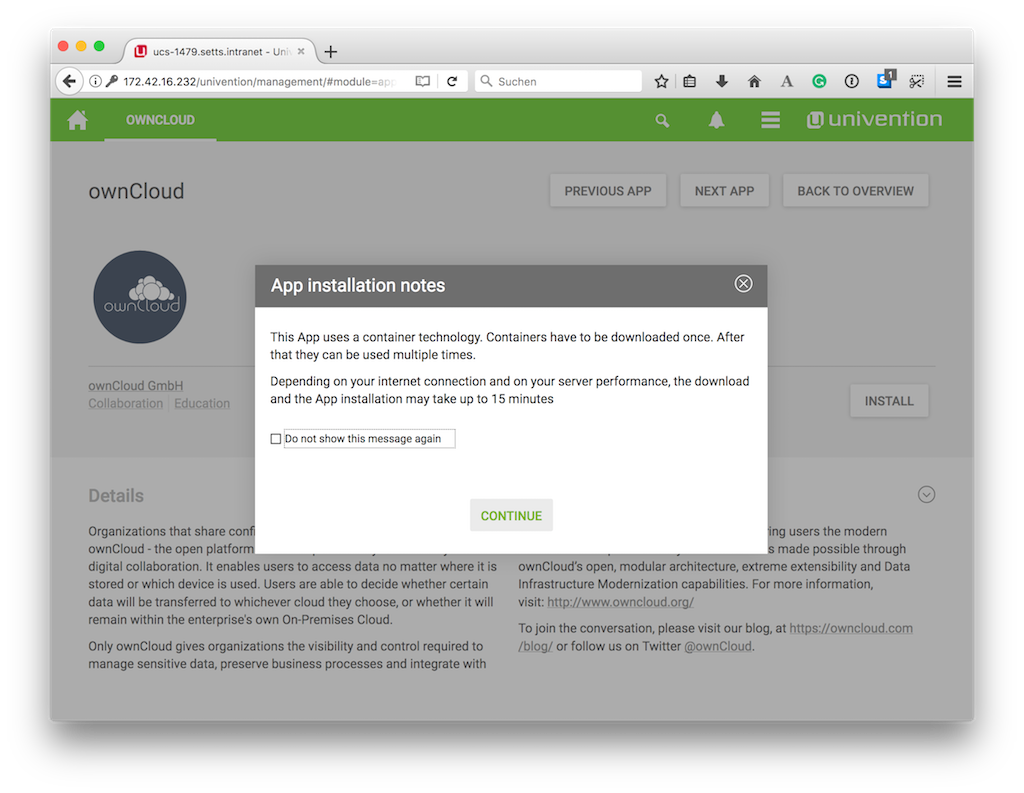 ucs-1479.setts.intranet - Uni
172.42.16.232/univention/management/#module=app
Suchen
1
OWNCLOUD
univention
ownCloud
PREVIOUS APP
NEXT APP
BACK TO OVERVIEW
ownCloud
App installation notes
This App uses a container technology. Containers have to be downloaded once. After
that they can be used multiple times.
Depending on your internet connection and on your server performance, the download
and the App installation may take up to 15 minutes
Do not show this message again
CONTINUE
ownCloud GmbH
Collaboration
Education
INSTALL
Details
Organizations that share conf
ownCloud - the open platform
digital collaboration. It enables users to access data no matter where it is
stored or which device is used. Users are able to decide whether certain
data will be transferred to whichever cloud they choose, or whether it will
remain within the enterprise's own On-Premises Cloud.
Only ownCloud gives organizations the visibility and control required to
manage sensitive data, preserve business processes and integrate with
ing users the modern
s made possible through
ownCloud's open, modular architecture, extreme extensibility and Data
Infrastructure Modernization capabilities. For more information,
visit: http://www.owncloud.org/
To join the conversation, please visit our blog, at https://owncloud.com
/blog/ or follow us on Twitter @ownCloud.